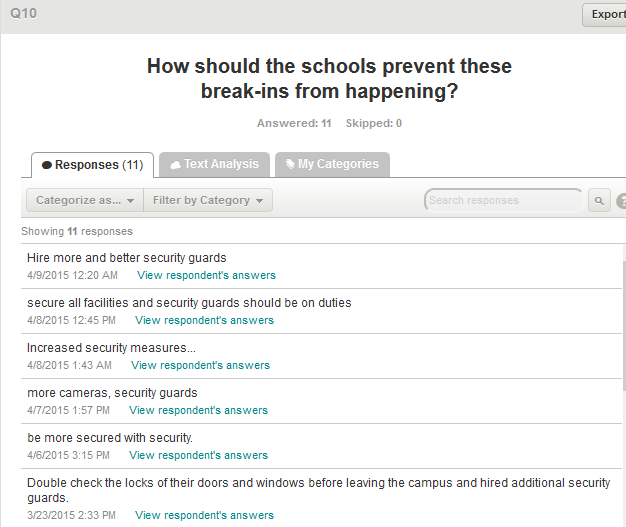 Q10
Export
How should the schools prevent these
break-ins from happening?
Answered: 11 Skipped: 0
Responses (11) Text Analysis My Categories
Categorize as... Filter by Category Search responses ?
Showing 11 responses
Hire more and better security guards
4/9/2015 12:20 AM View respondent's answers
secure all facilities and security guards should be on duties
4/8/2015 12:45 PM View respondent's answers
Increased security measures...
4/8/2015 1:43 AM View respondent's answers
more cameras, security guards
4/7/2015 1:57 PM View respondent's answers
be more secured with security.
4/6/2015 3:15 PM View respondent's answers
Double check the locks of their doors and windows before leaving the campus and hired additional security
guards.
3/23/2015 2:33 PM View respondent's answers